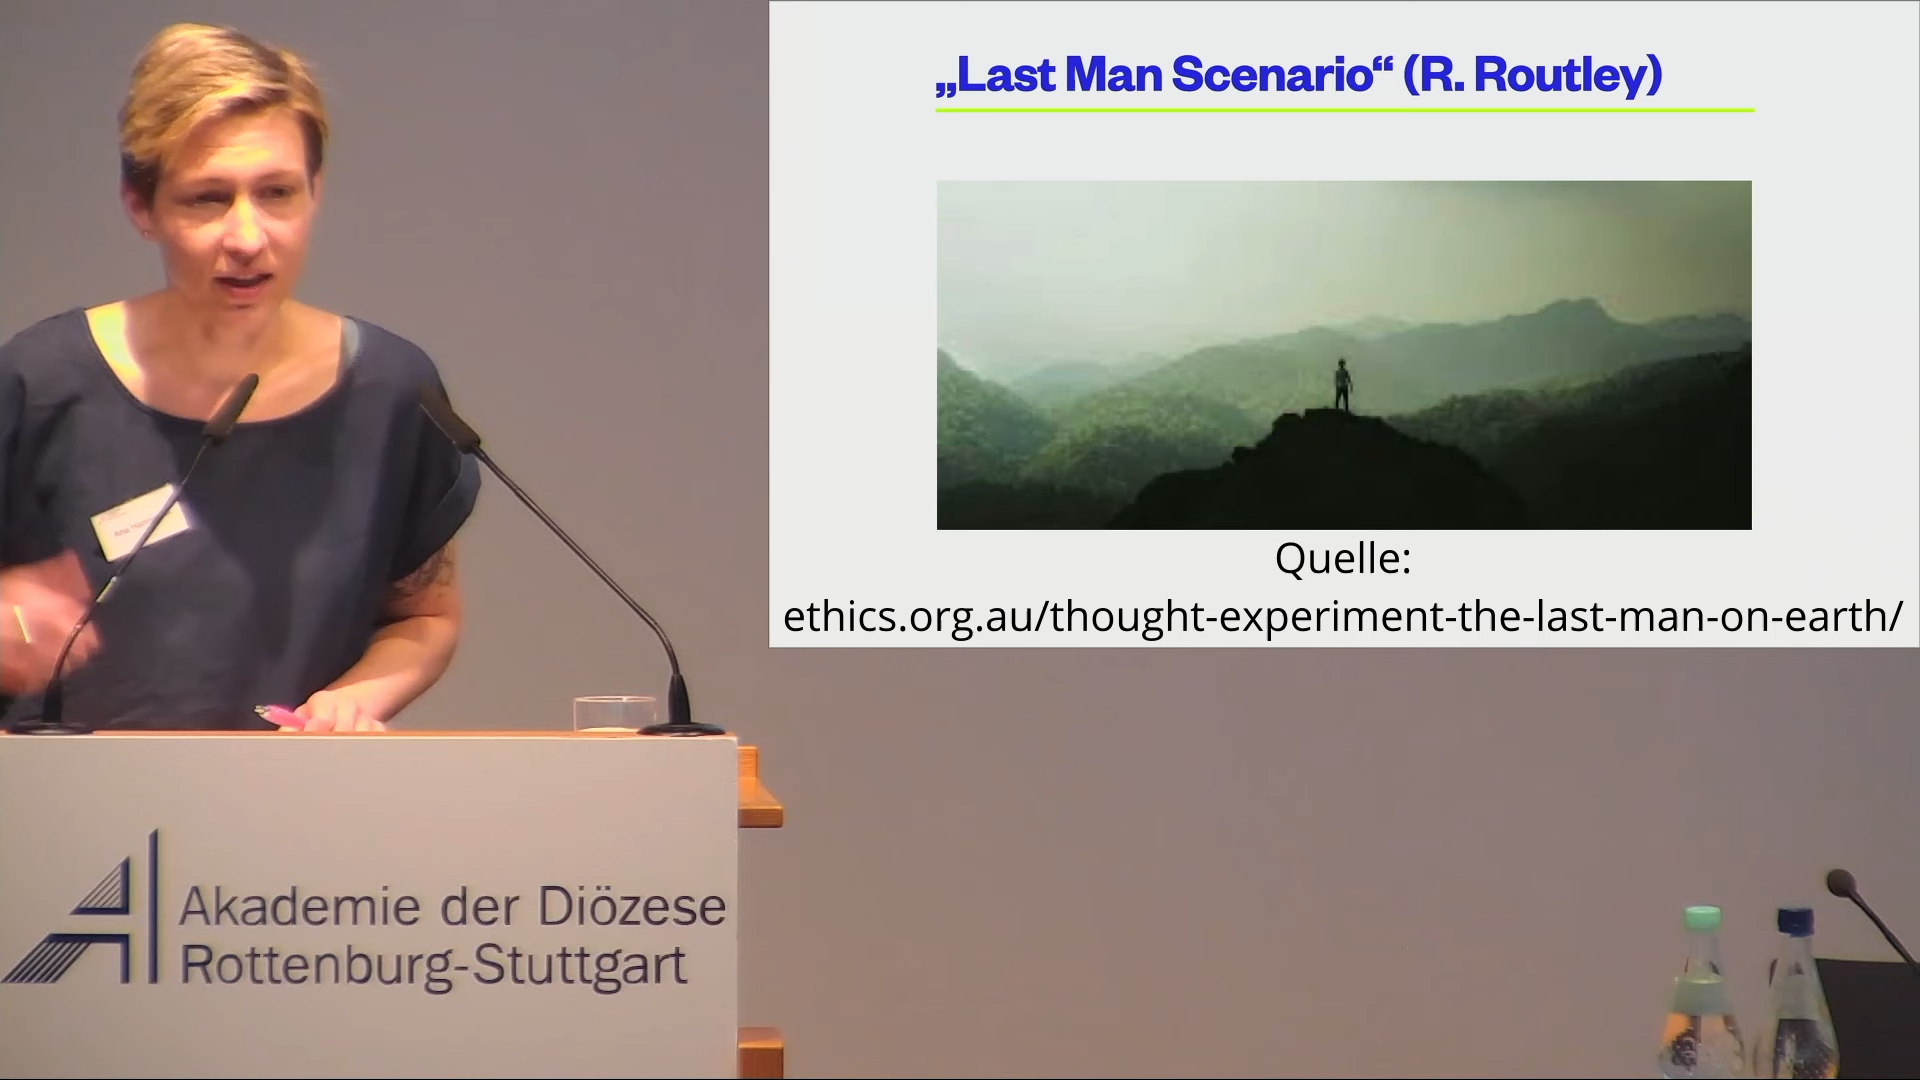 „Last Man Scenario“ (R. Routley)
Quelle:
ethics.org.au/thought-experiment-the-last-man-on-earth/
Akademie der Diözese
Rottenburg-Stuttgart